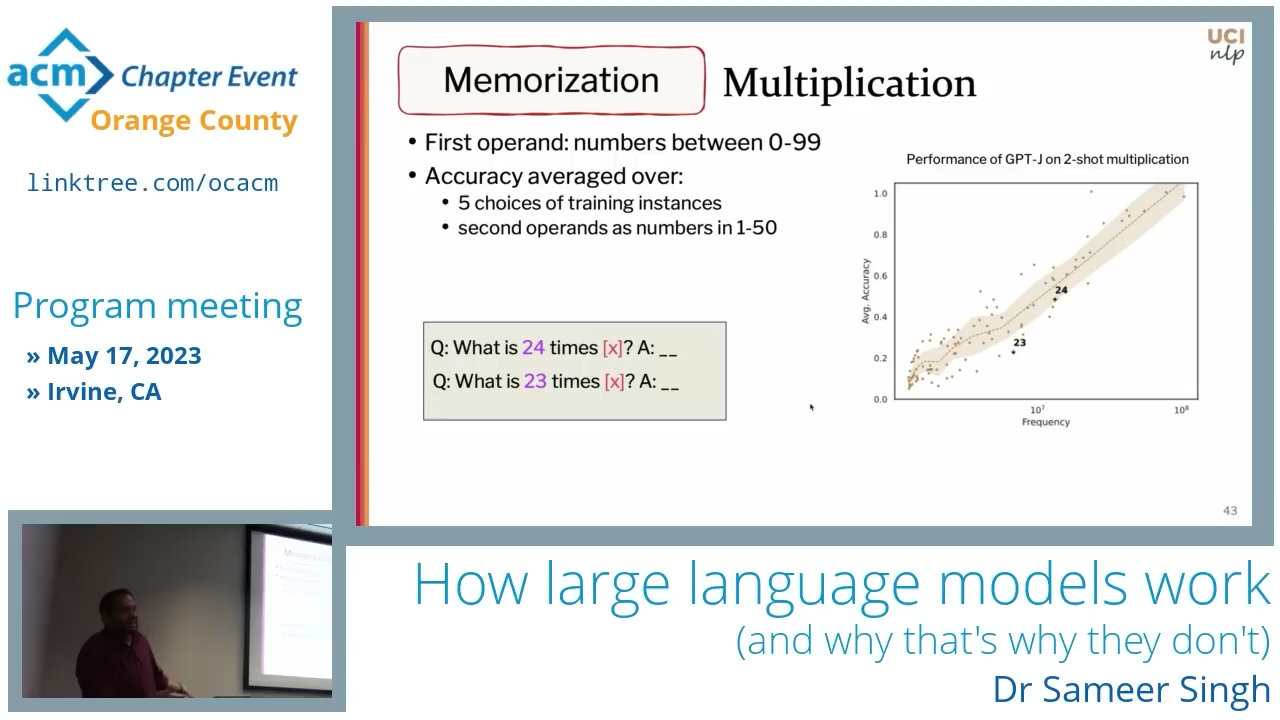 acm Chapter Event
Orange County
linktree.com/ocacm
Program meeting
» May 17, 2023
» Irvine, CA
UCI
nlp
Memorization Multiplication
• First operand: numbers between 0-99
• Accuracy averaged over:
• 5 choices of training instances
• second operands as numbers in 1-50
Q: What is 24 times [x]? A: __
Q: What is 23 times [x]? A: __
Performance of GPT-J on 2-shot multiplication
Avg. Accuracy
1.0
0.8
0.6
0.4
0.2
0.0
24
23
10⁷
10⁸
Frequency
43
How large language models work
(and why that's why they don't)
Dr Sameer Singh